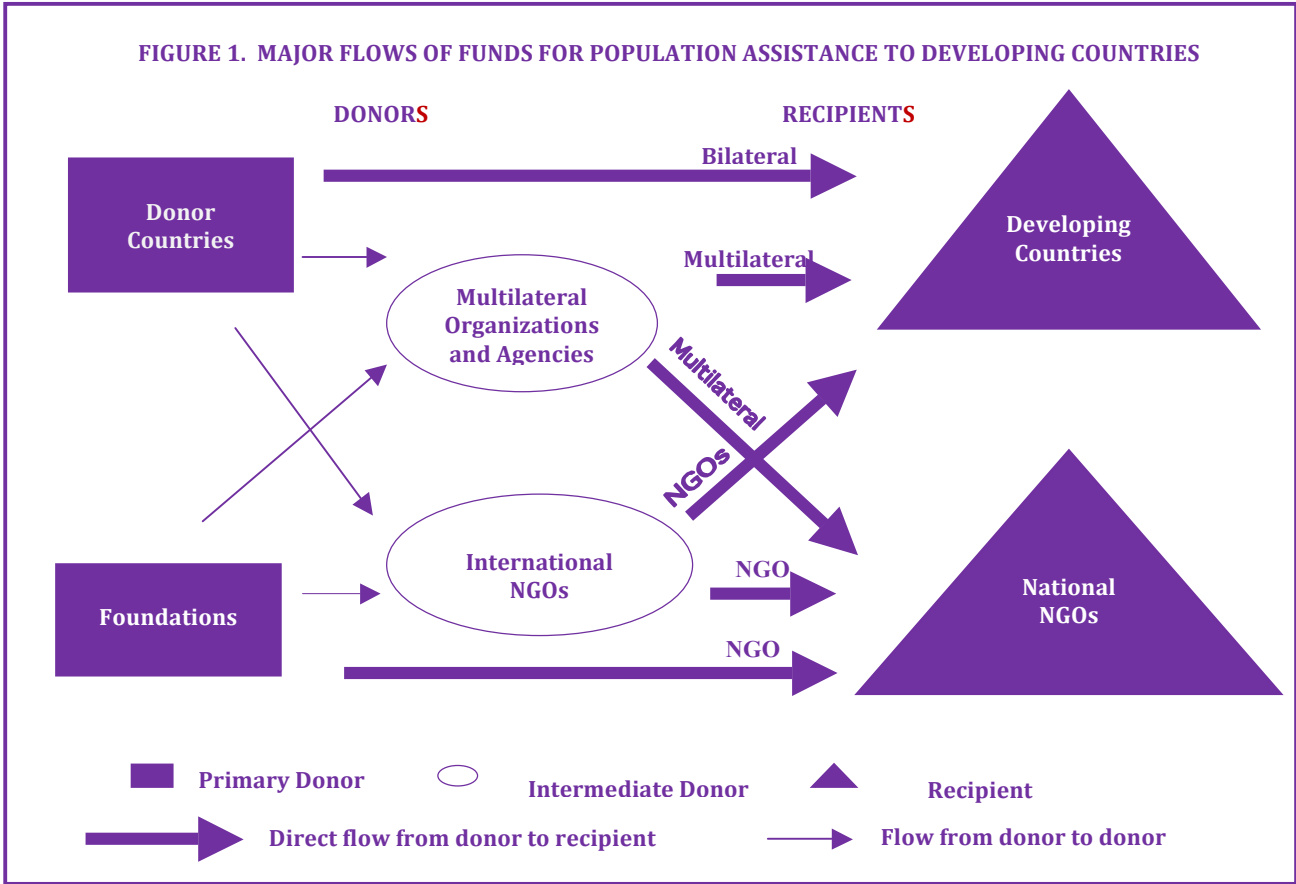 FIGURE 1. MAJOR FLOWS OF FUNDS FOR POPULATION ASSISTANCE TO DEVELOPING COUNTRIES
DONORS
RECIPIENTS
Bilateral
Donor
Countries
Developing
Countries
Multilateral
Multilateral
Organizations
and Agencies
Multilateral
NGOs
International
NGOs
NGO
National
NGOs
Foundations
NGO
Primary Donor
Intermediate Donor
Recipient
Direct flow from donor to recipient
Flow from donor to donor